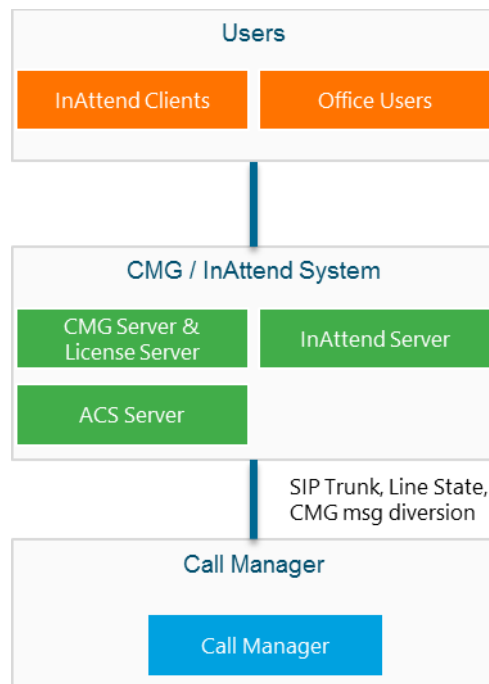 Users
InAttend Clients
Office Users
CMG / InAttend System
CMG Server &
License Server
InAttend Server
ACS Server
SIP Trunk, Line State,
CMG msg diversion
Call Manager
Call Manager